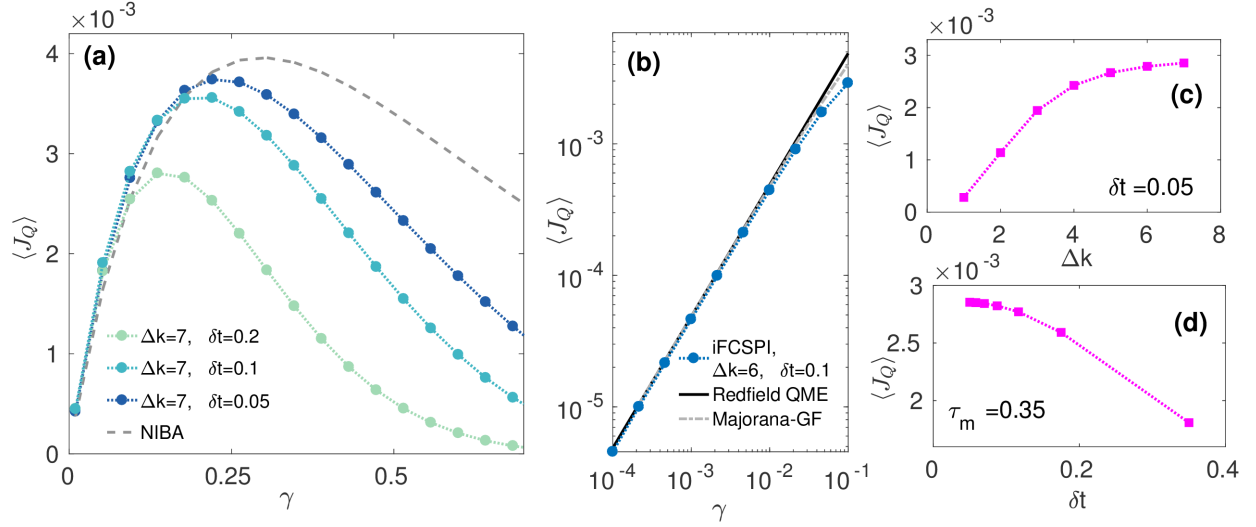 ×10⁻³
(a)
4
3
2
1
0
⟨J_Q⟩
0
0.25
0.5
γ
Δk=7, δt=0.2
Δk=7, δt=0.1
Δk=7, δt=0.05
NIBA
(b)
10⁻³
10⁻⁴
10⁻⁵
⟨J_Q⟩
10⁻⁴
10⁻³
10⁻²
10⁻¹
γ
iFCSPI,
Δk=6, δt=0.1
Redfield QME
Majorana-GF
×10⁻³
3
2
1
0
⟨J_Q⟩
(c)
δt =0.05
0
2
4
6
8
Δk
×10⁻³
3
2.5
2
⟨J_Q⟩
(d)
τ_m =0.35
0
0.2
0.4
δt